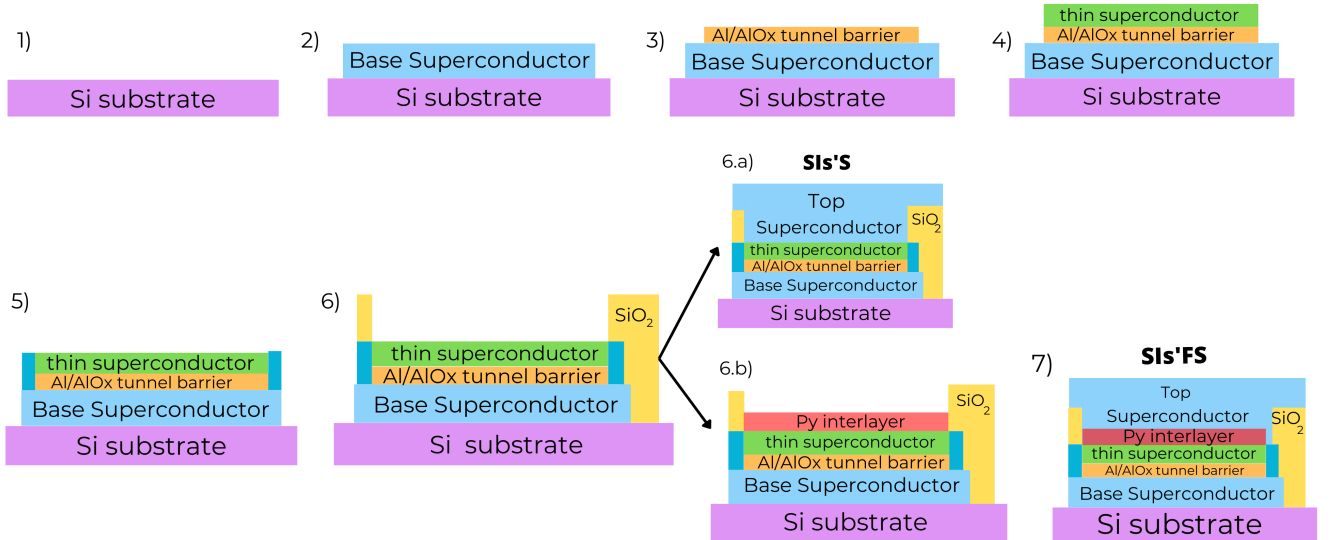 1)
Si substrate
2)
Base Superconductor
Si substrate
3)
Al/AlOx tunnel barrier
Base Superconductor
Si substrate
4)
thin superconductor
Al/AlOx tunnel barrier
Base Superconductor
Si substrate
5)
thin superconductor
Al/AlOx tunnel barrier
Base Superconductor
Si substrate
6)
SiO2
thin superconductor
Al/AlOx tunnel barrier
Base Superconductor
Si substrate
6.a)
SIs'S
Top
Superconductor
SiO2
thin superconductor
Al/AlOx tunnel barrier
Base Superconductor
Si substrate
6.b)
SiO2
Py interlayer
thin superconductor
Al/AlOx tunnel barrier
Base Superconductor
Si substrate
7)
SIs'FS
Top
Superconductor
SiO2
Py interlayer
thin superconductor
Al/AlOx tunnel barrier
Base Superconductor
Si substrate